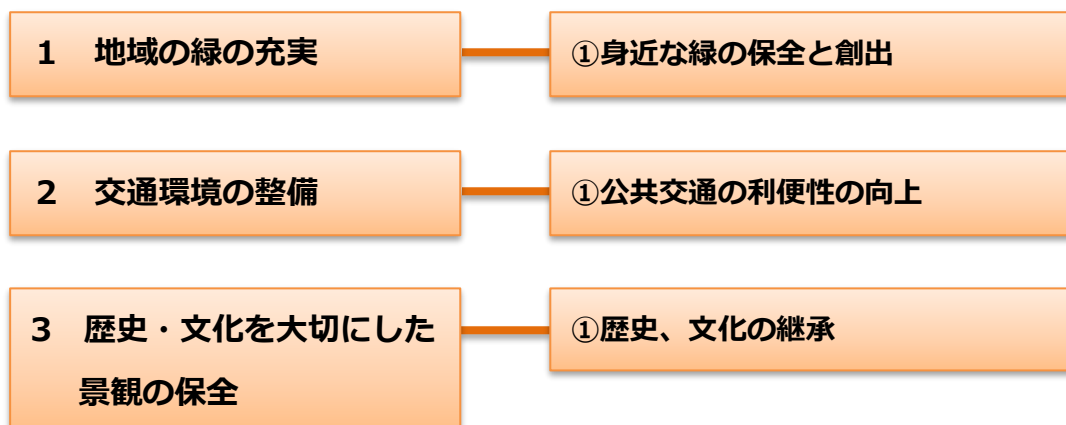 1 地域の緑の充実
①身近な緑の保全と創出
2 交通環境の整備
①公共交通の利便性の向上
3 歴史・文化を大切にした
景観の保全
①歴史、文化の継承